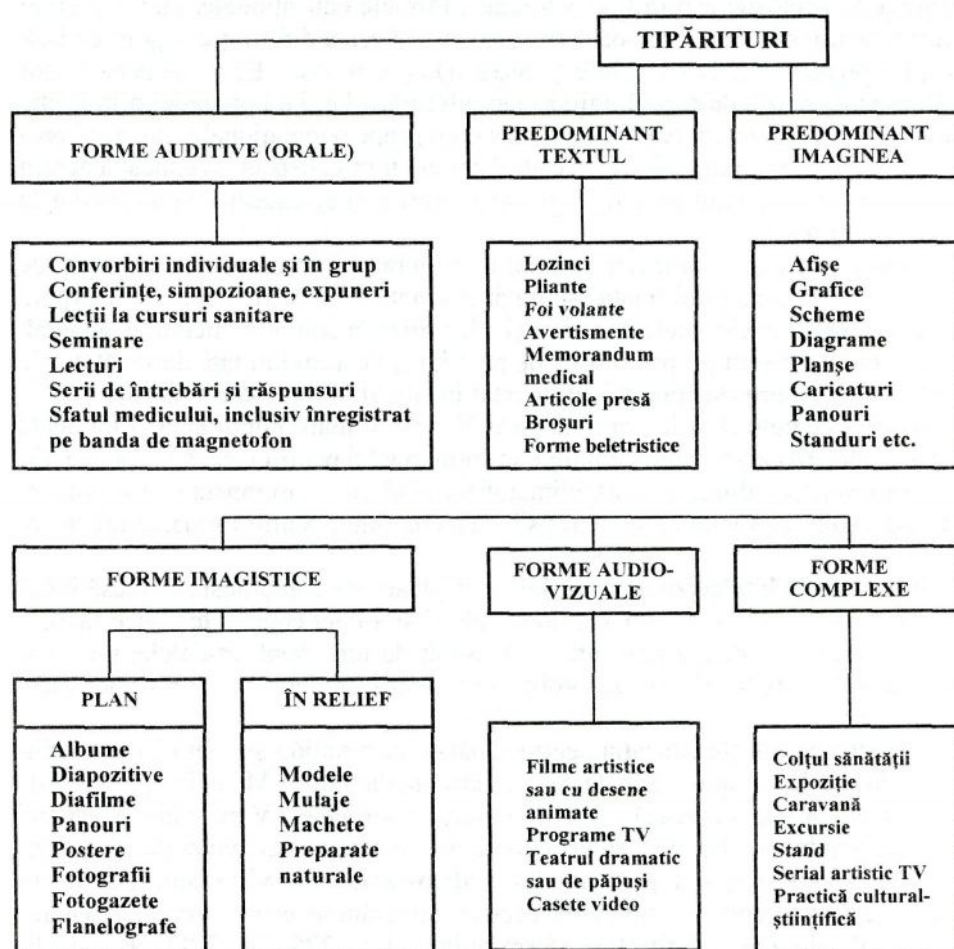 TIPĂRITURI
FORME AUDITIVE (ORALE)
PREDOMINANT
TEXTUL
PREDOMINANT
IMAGINEA
Convorbiri individuale şi în grup
Conferinţe, simpozioane, expuneri
Lecţii la cursuri sanitare
Seminare
Lecturi
Serii de întrebări şi răspunsuri
Sfatul medicului, inclusiv înregistrat
pe banda de magnetofon
Lozinci
Pliante
Foi volante
Avertismente
Memorandum
medical
Articole presă
Broşuri
Forme beletristice
Afişe
Grafice
Scheme
Diagrame
Planşe
Caricaturi
Panouri
Standuri etc.
FORME IMAGISTICE
FORME AUDIO-
VIZUALE
FORME
COMPLEXE
PLAN
Albume
Diapozitive
Diafilme
Panouri
Postere
Fotografii
Fotogazete
Flanelografe
ÎN RELIEF
Modele
Mulaje
Machete
Preparate
naturale
Filme artistice
sau cu desene
animate
Programe TV
Teatrul dramatic
sau de păpuşi
Casete video
Colţul sănătăţii
Expoziţie
Caravană
Excursie
Stand
Serial artistic TV
Practică cultural-
ştiinţifică